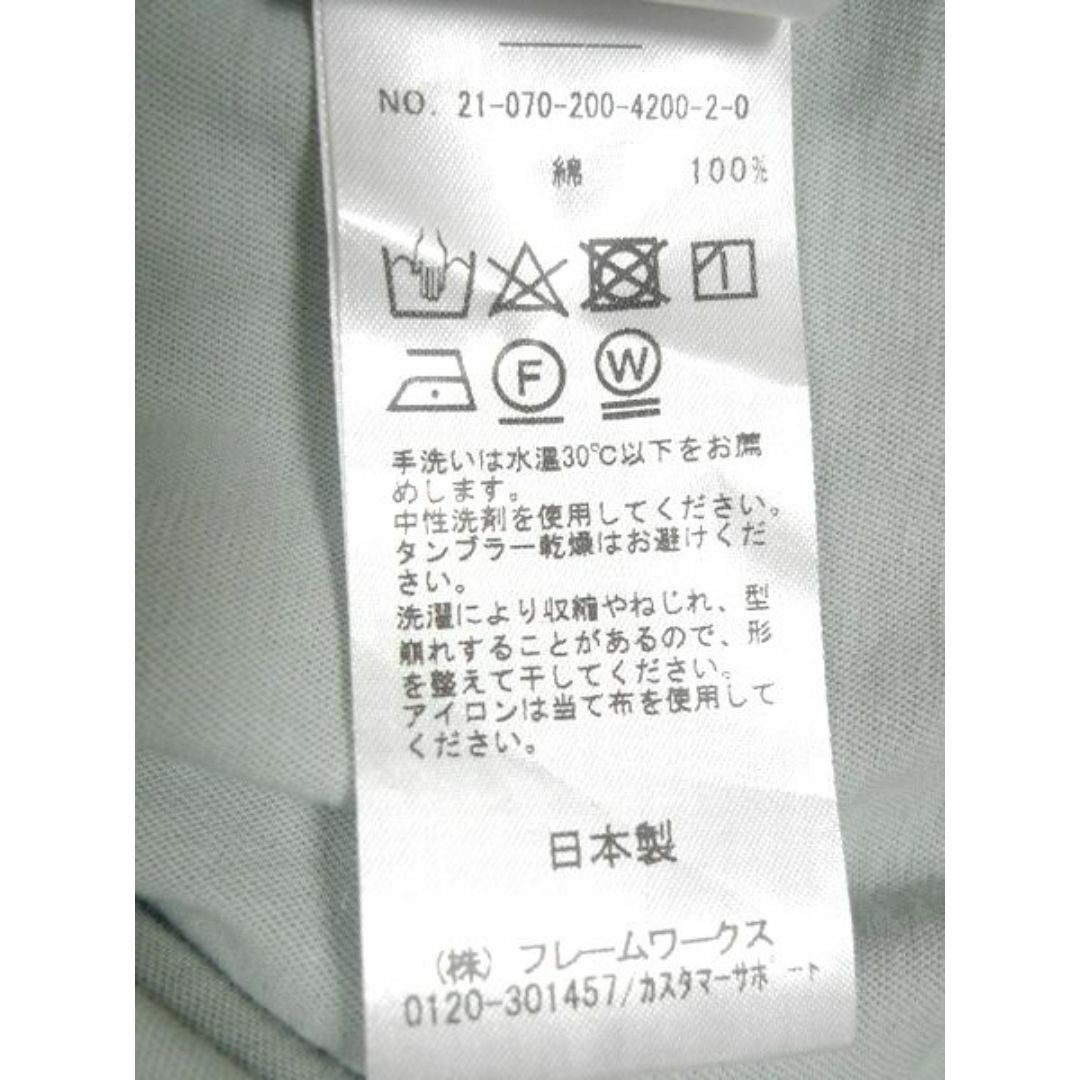 NO. 21-070-200-4200-2-0
綿 100%
F W
手洗いは水温30℃以下をお薦
めします。
中性洗剤を使用してください。
タンブラー乾燥はお避けくだ
さい。
洗濯により収縮やねじれ、型
崩れすることがあるので、形
を整えて干してください。
アイロンは当て布を使用して
ください。
日本製
(株) フレームワークス
0120-301457/カスタマーサポート